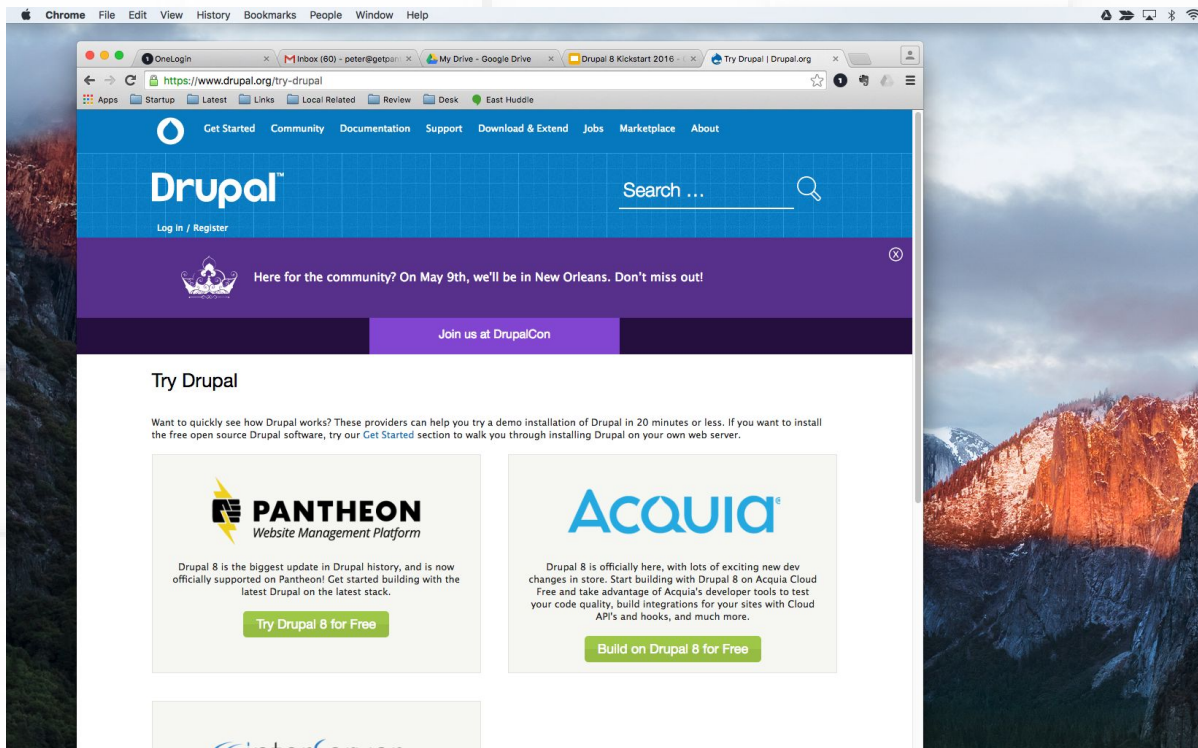 Chrome File Edit View History Bookmarks People Window Help
OneLogin
Inbox (60) - peter@getpant
My Drive - Google Drive
Drupal 8 Kickstart 2016 -
Try Drupal | Drupal.org
https://www.drupal.org/try-drupal
Apps Startup Latest Links Local Related Review Desk East Huddle
Get Started Community Documentation Support Download & Extend Jobs Marketplace About
Drupal™
Search ...
Log in / Register
Here for the community? On May 9th, we'll be in New Orleans. Don't miss out!
Join us at DrupalCon
Try Drupal
Want to quickly see how Drupal works? These providers can help you try a demo installation of Drupal in 20 minutes or less. If you want to install
the free open source Drupal software, try our Get Started section to walk you through installing Drupal on your own web server.
PANTHEON
Website Management Platform
Drupal 8 is the biggest update in Drupal history, and is now
officially supported on Pantheon! Get started building with the
latest Drupal on the latest stack.
Try Drupal 8 for Free
Acquia®
Drupal 8 is officially here, with lots of exciting new dev
changes in store. Start building with Drupal 8 on Acquia Cloud
Free and take advantage of Acquia's developer tools to test
your code quality, build integrations for your sites with Cloud
API's and hooks, and much more.
Build on Drupal 8 for Free